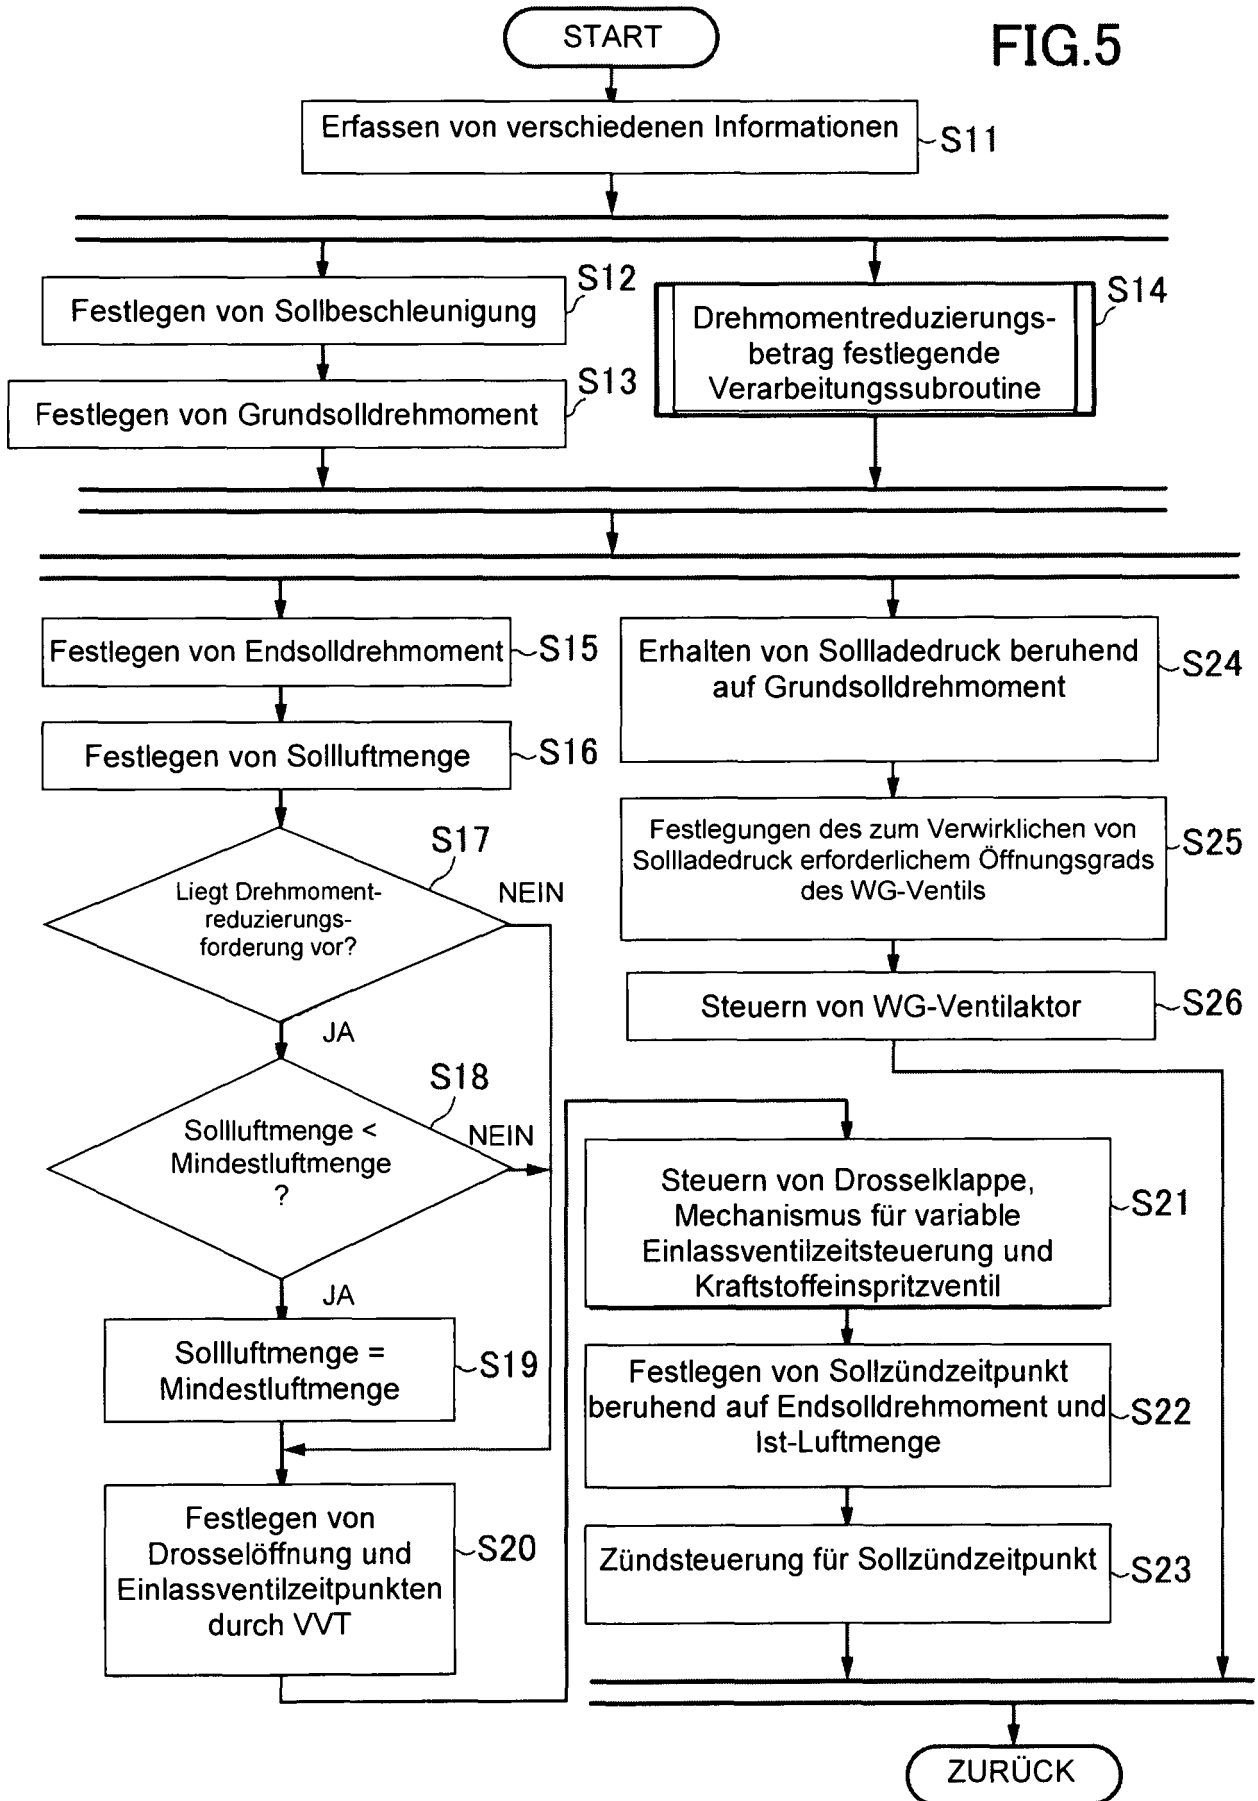 START
FIG.5
Erfassen von verschiedenen Informationen
S11
Festlegen von Sollbeschleunigung
S12
Festlegen von Grundsolldrehmoment
S13
Drehmomentreduzierungs-
betrag festlegende
Verarbeitungssubroutine
S14
Festlegen von Endsolldrehmoment
S15
Festlegen von Sollluftmenge
S16
Liegt Drehmoment-
reduzierungs-
forderung vor?
S17
NEIN
JA
Sollluftmenge <
Mindestluftmenge
?
S18
NEIN
JA
Sollluftmenge =
Mindestluftmenge
S19
Festlegen von
Drosselöffnung und
Einlassventilzeitpunkten
durch VVT
S20
Erhalten von Sollladedruck beruhend
auf Grundsolldrehmoment
S24
Festlegungen des zum Verwirklichen von
Sollladedruck erforderlichem Öffnungsgrads
des WG-Ventils
S25
Steuern von WG-Ventilaktor
S26
Steuern von Drosselklappe,
Mechanismus für variable
Einlassventilzeitsteuerung und
Kraftstoffeinspritzventil
S21
Festlegen von Sollzündzeitpunkt
beruhend auf Endsolldrehmoment und
Ist-Luftmenge
S22
Zündsteuerung für Sollzündzeitpunkt
S23
ZURÜCK